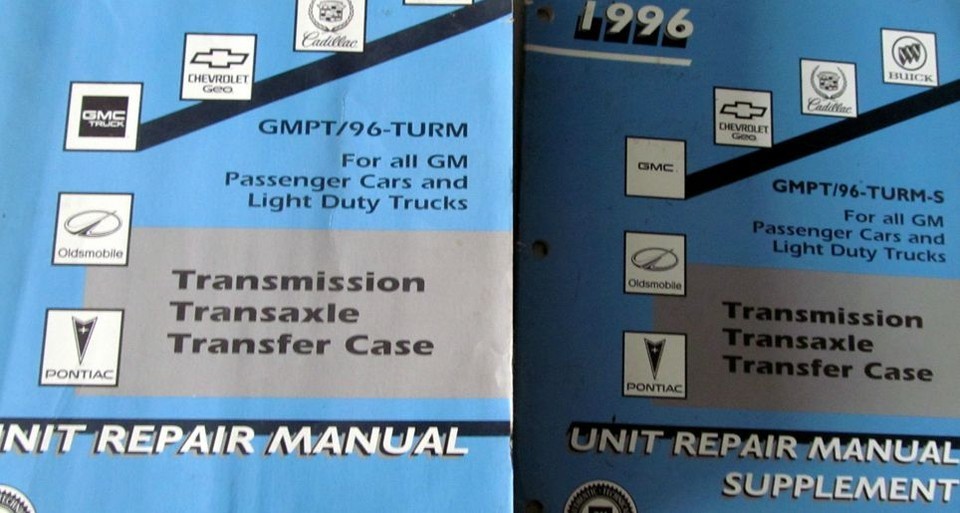 Cadillac
CHEVROLET
Geo
GMC
TRUCK
GMPT/96-TURM
For all GM
Passenger Cars and
Light Duty Trucks
Oldsmobile
Transmission
Transaxle
Transfer Case
PONTIAC
UNIT REPAIR MANUAL
1996
BUICK
Cadillac
CHEVROLET
Geo
GMC
GMPT/96-TURM-S
For all GM
Passenger Cars and
Light Duty Trucks
Oldsmobile
Transmission
Transaxle
Transfer Case
PONTIAC
UNIT REPAIR MANUAL
SUPPLEMENT